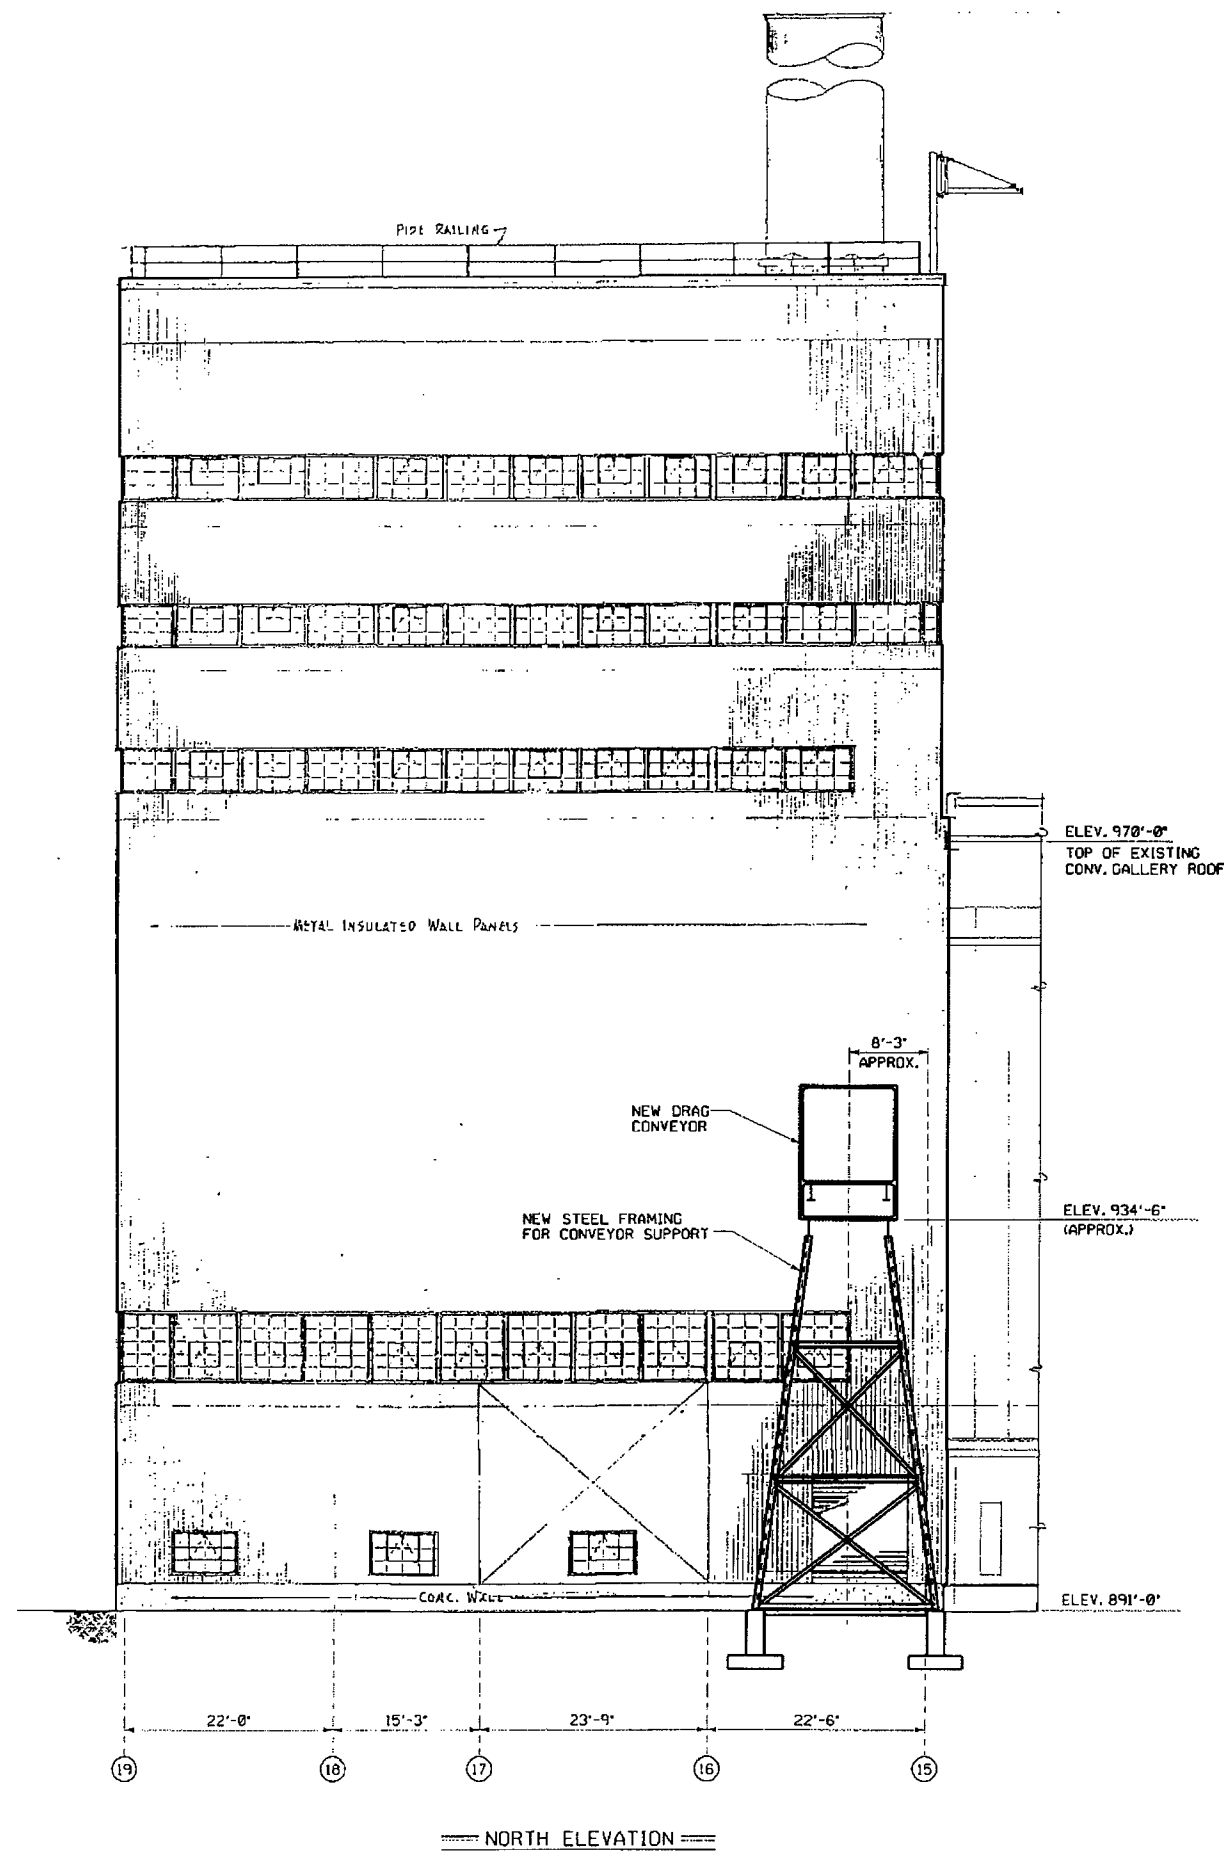 PIPE RAILING
ELEV. 970'-0"
TOP OF EXISTING
CONV. GALLERY ROOF
METAL INSULATED WALL PANELS
8'-3"
APPROX.
NEW DRAG
CONVEYOR
ELEV. 934'-6"
(APPROX.)
NEW STEEL FRAMING
FOR CONVEYOR SUPPORT
CONC. WALL
ELEV. 891'-0"
22'-0" 15'-3" 23'-9" 22'-6"
19 18 17 16 15
NORTH ELEVATION